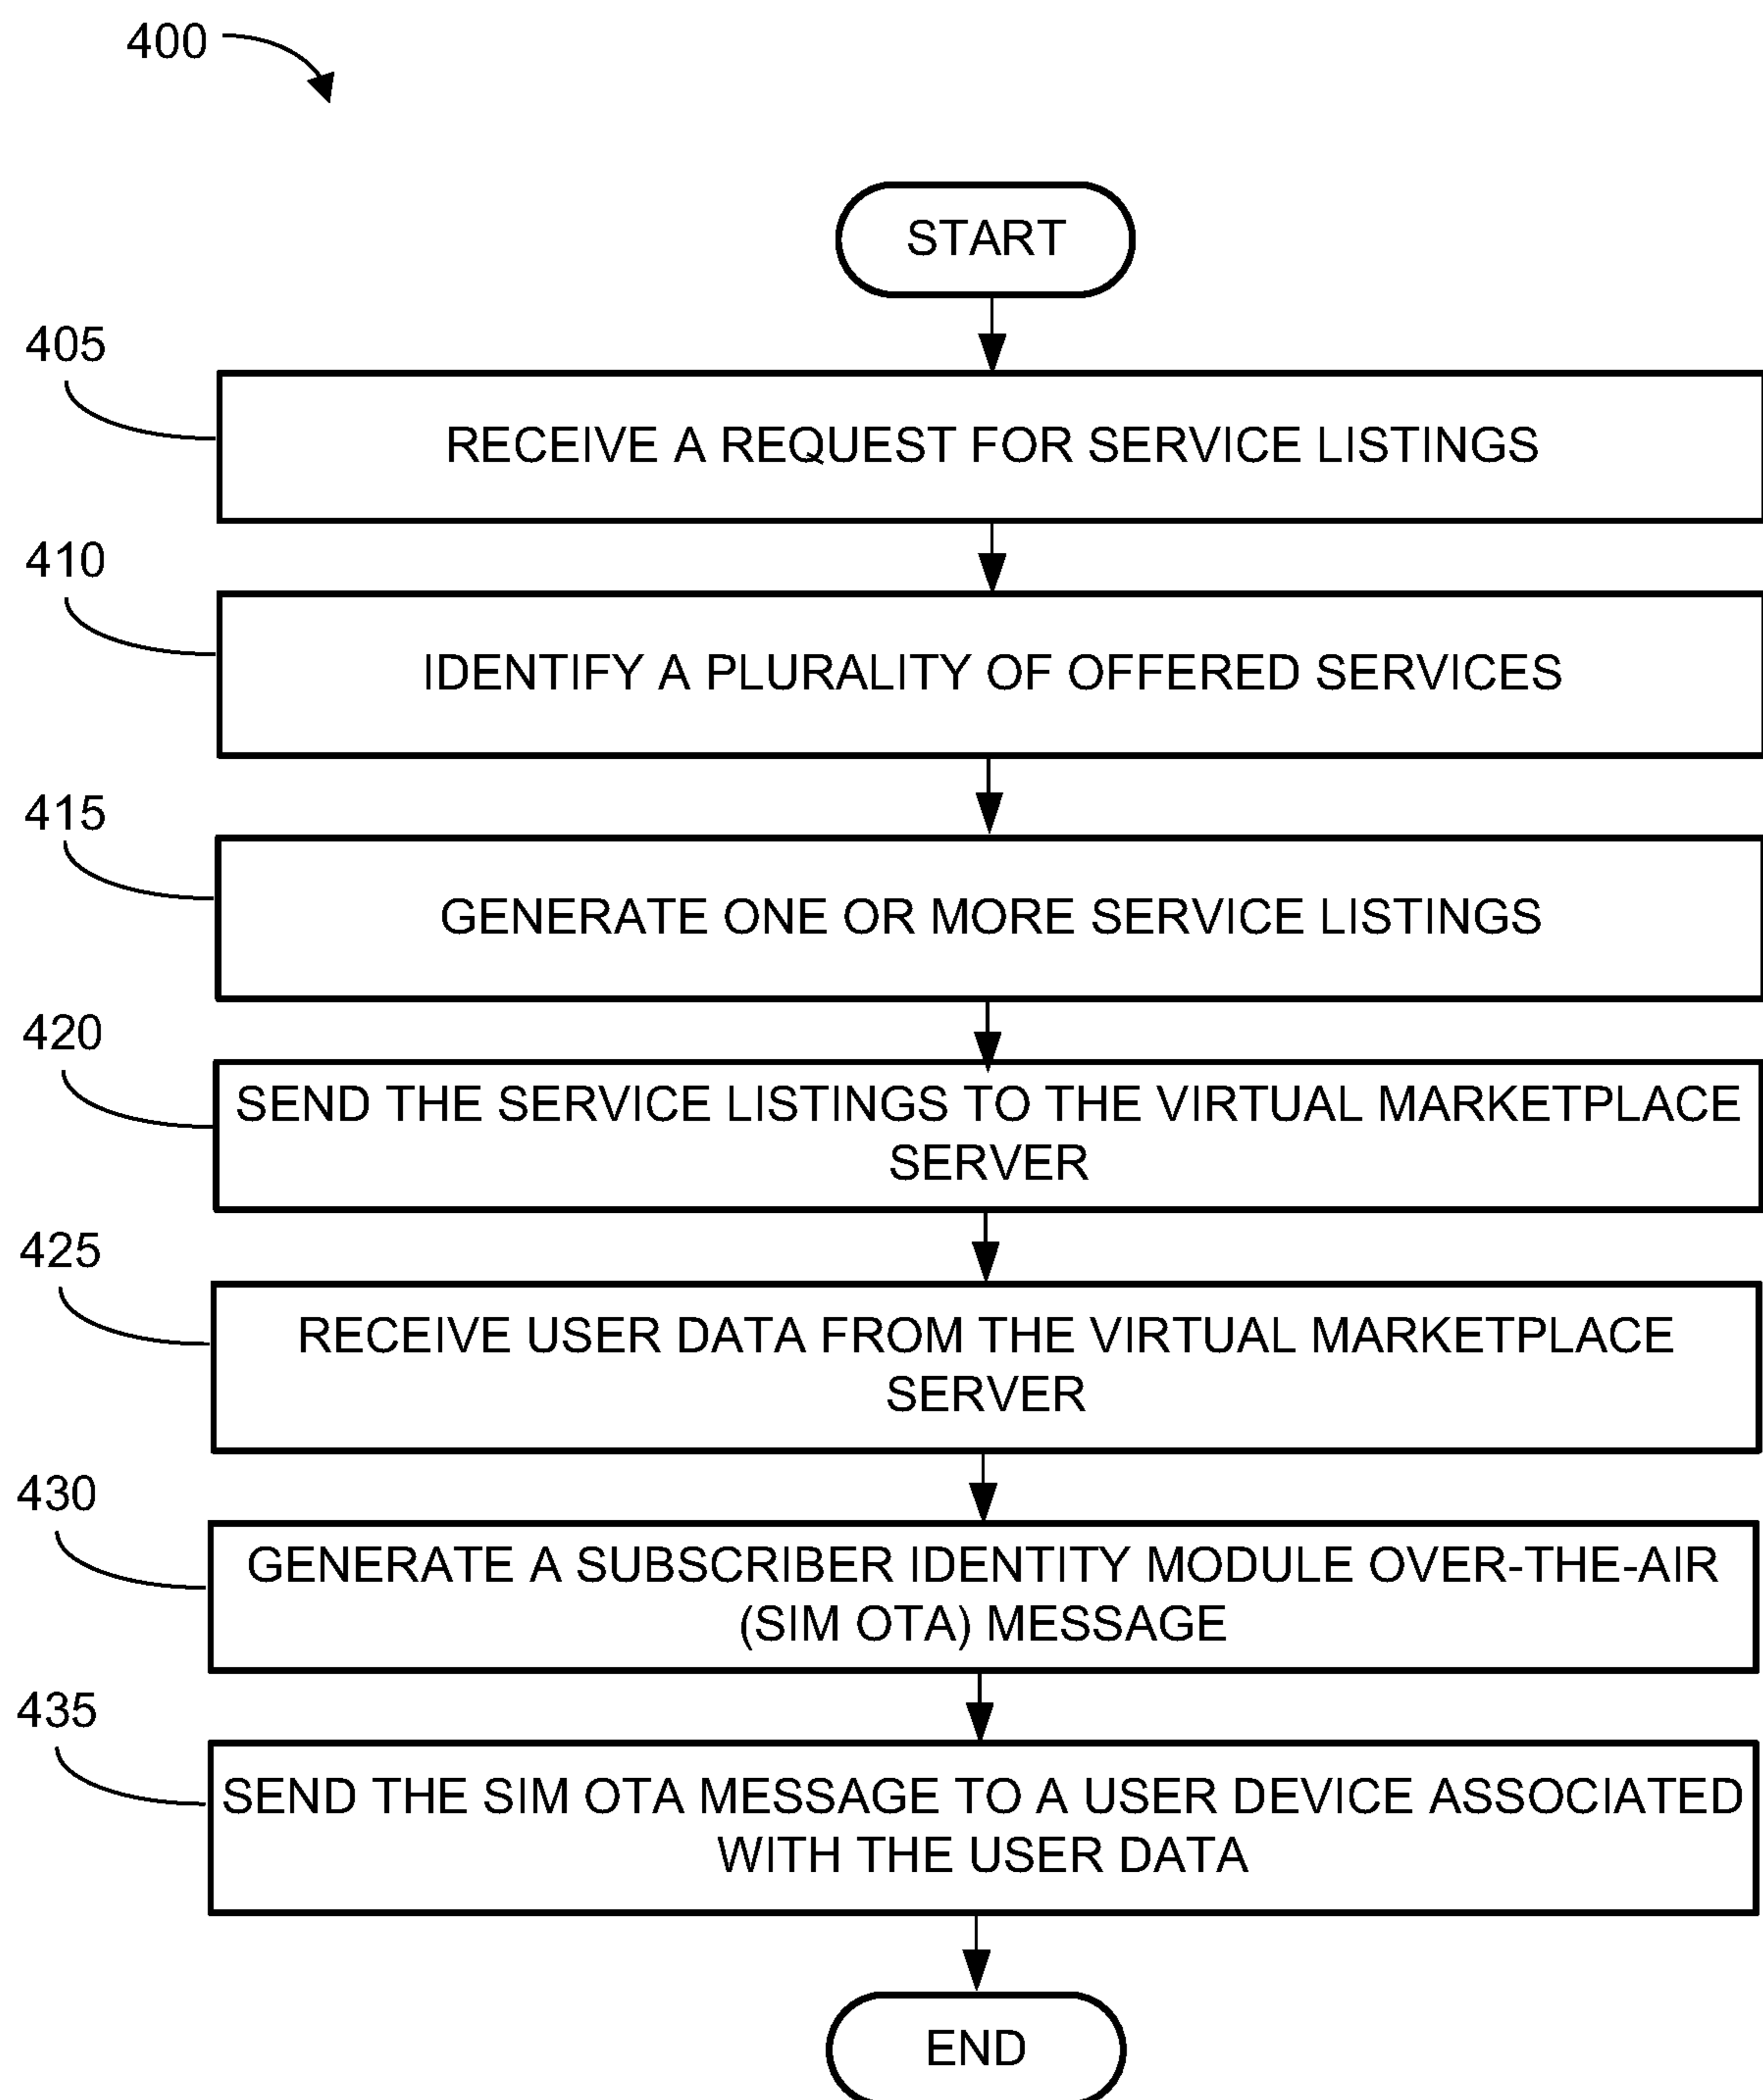 400
START
405
RECEIVE A REQUEST FOR SERVICE LISTINGS
410
IDENTIFY A PLURALITY OF OFFERED SERVICES
415
GENERATE ONE OR MORE SERVICE LISTINGS
420
SEND THE SERVICE LISTINGS TO THE VIRTUAL MARKETPLACE
SERVER
425
RECEIVE USER DATA FROM THE VIRTUAL MARKETPLACE
SERVER
430
GENERATE A SUBSCRIBER IDENTITY MODULE OVER-THE-AIR
(SIM OTA) MESSAGE
435
SEND THE SIM OTA MESSAGE TO A USER DEVICE ASSOCIATED
WITH THE USER DATA
END